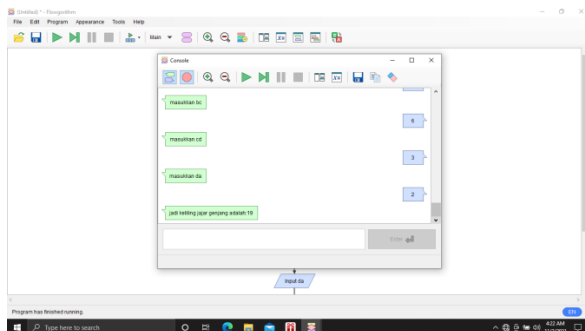 (Untitled) * - Flowgorithm
File Edit Program Appearance Tools Help
Main
Console
masukkan bc
6
masukkan cd
3
masukkan da
2
jadi keliling jajar genjang adalah 19
Enter
Input da
Program has finished running.
EN
Type here to search
4:22 AM